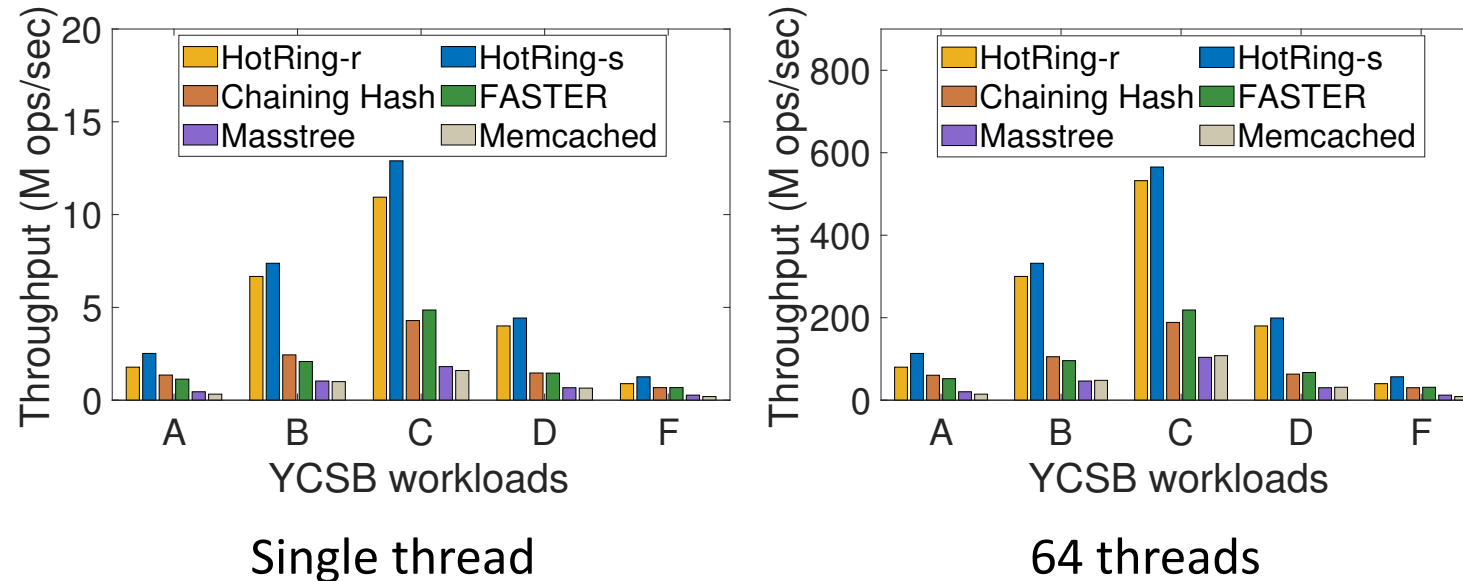 Throughput (M ops/sec)
20
15
10
5
0
HotRing-r HotRing-s
Chaining Hash FASTER
Masstree Memcached
A B C D F
YCSB workloads
Single thread
Throughput (M ops/sec)
800
600
400
200
0
HotRing-r HotRing-s
Chaining Hash FASTER
Masstree Memcached
A B C D F
YCSB workloads
64 threads